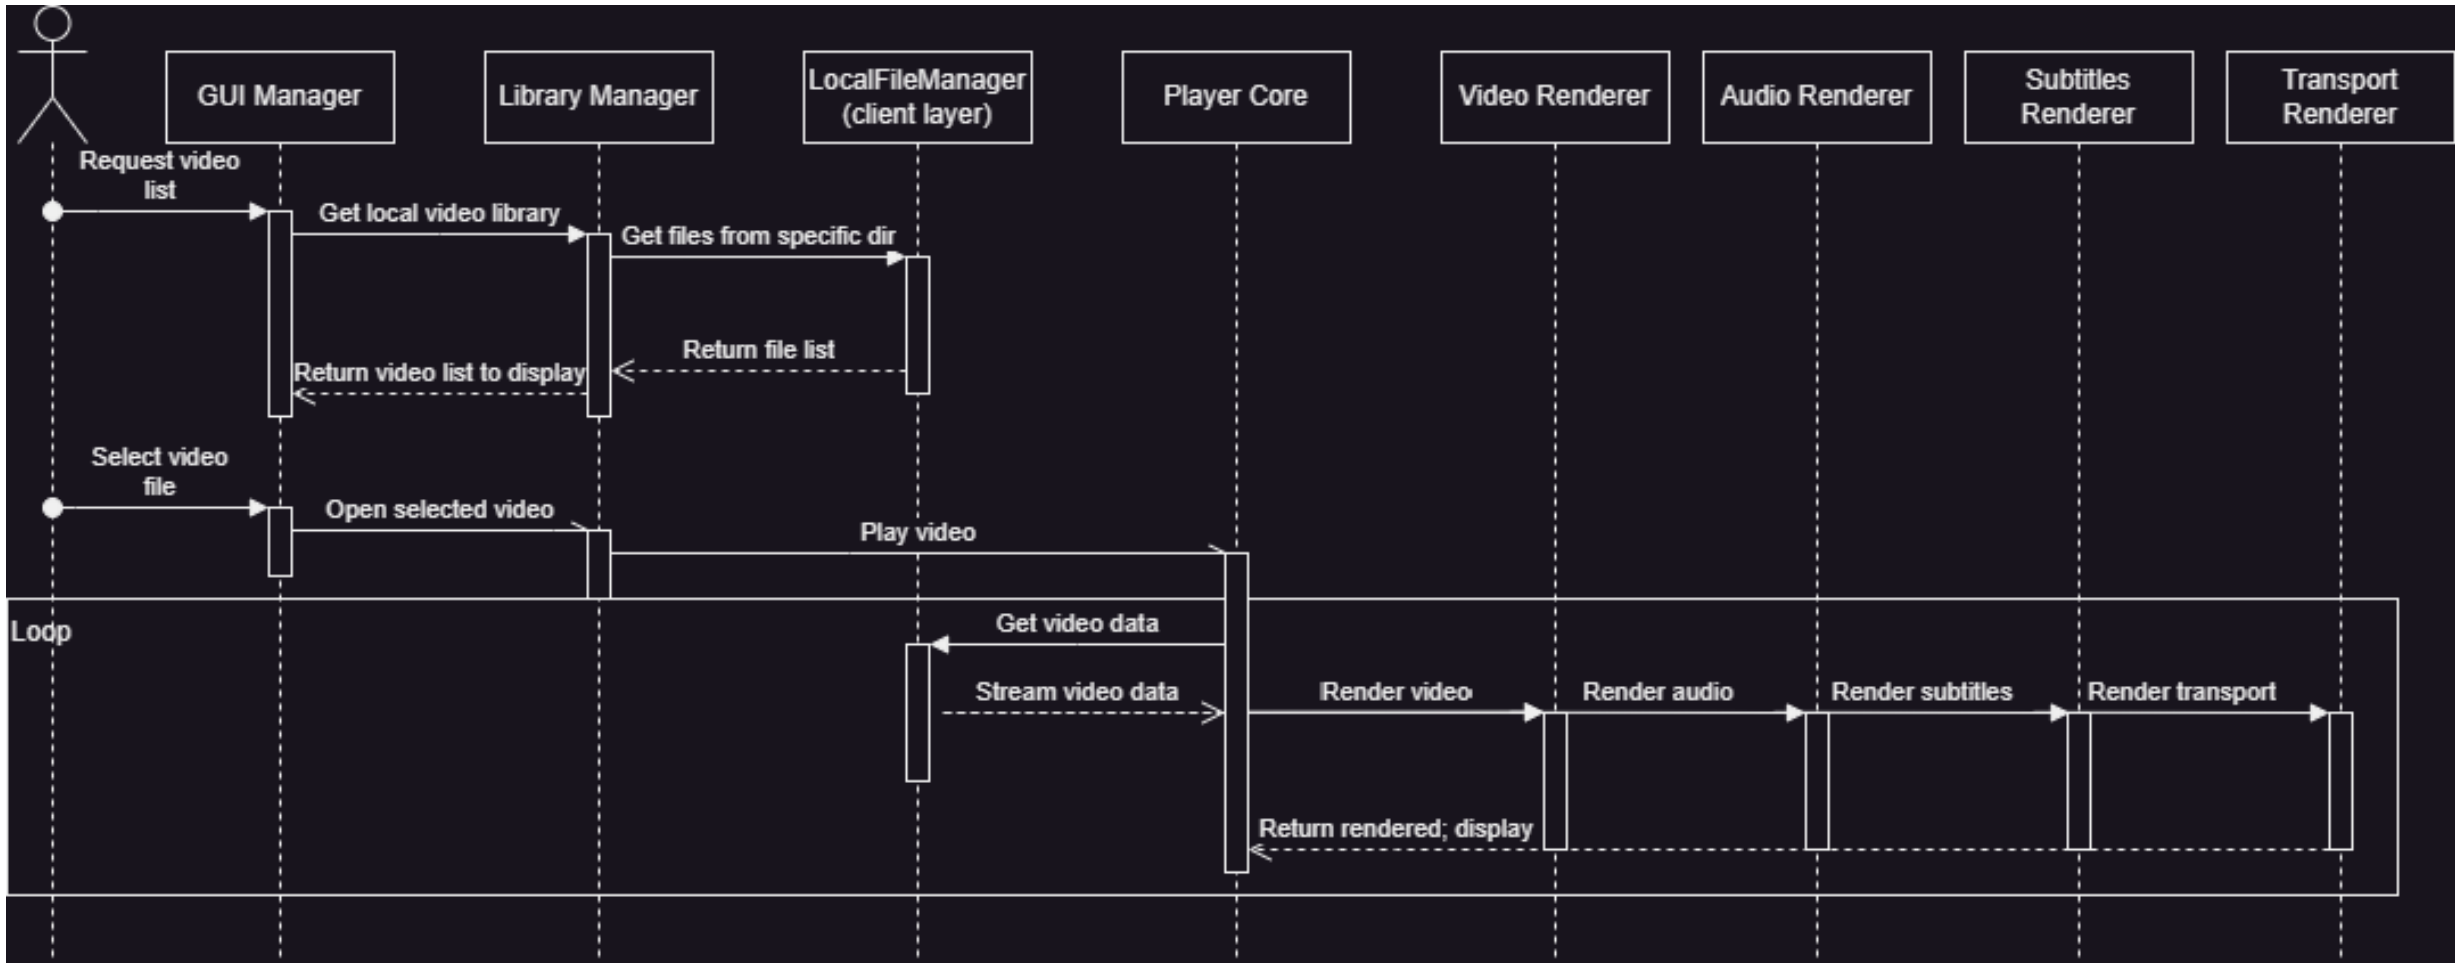 GUI Manager
Library Manager
LocalFileManager
(client layer)
Player Core
Video Renderer
Audio Renderer
Subtitles
Renderer
Transport
Renderer
Request video
list
Get local video library
Get files from specific dir
Return file list
Return video list to display
Select video
file
Open selected video
Play video
Loop
Get video data
Stream video data
Render video
Render audio
Render subtitles
Render transport
Return rendered; display